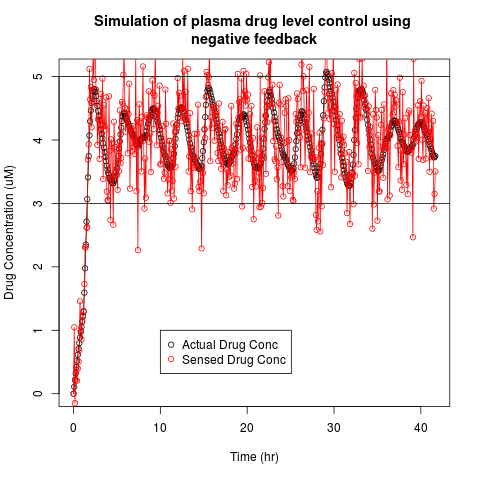 Simulation of plasma drug level control using
negative feedback
Drug Concentration (uM)
5
4
3
2
1
0
Actual Drug Conc
Sensed Drug Conc
0 10 20 30 40
Time (hr)